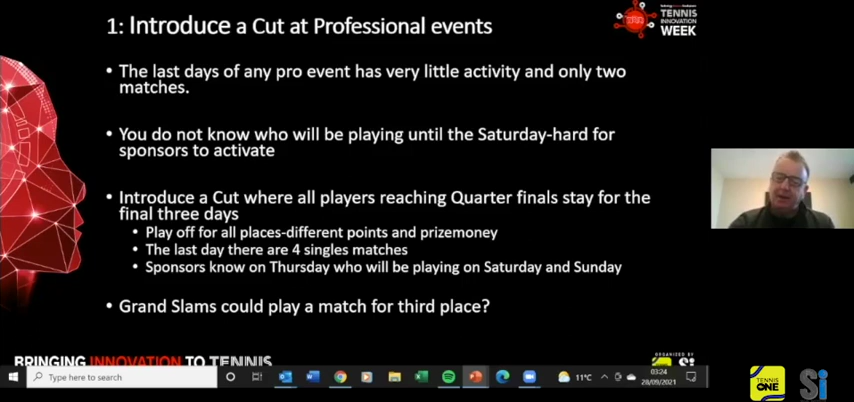 1: Introduce a Cut at Professional events
TENNIS
INNOVATION
WEEK
• The last days of any pro event has very little activity and only two
matches.
• You do not know who will be playing until the Saturday-hard for
sponsors to activate
• Introduce a Cut where all players reaching Quarter finals stay for the
final three days
• Play off for all places-different points and prizemoney
• The last day there are 4 singles matches
• Sponsors know on Thursday who will be playing on Saturday and Sunday
• Grand Slams could play a match for third place?
BRINGING INNOVATION TO TENNIS
ORGANIZED BY
Si
Type here to search
11°C
03:24
28/09/2021
TENNIS
ONE
Si